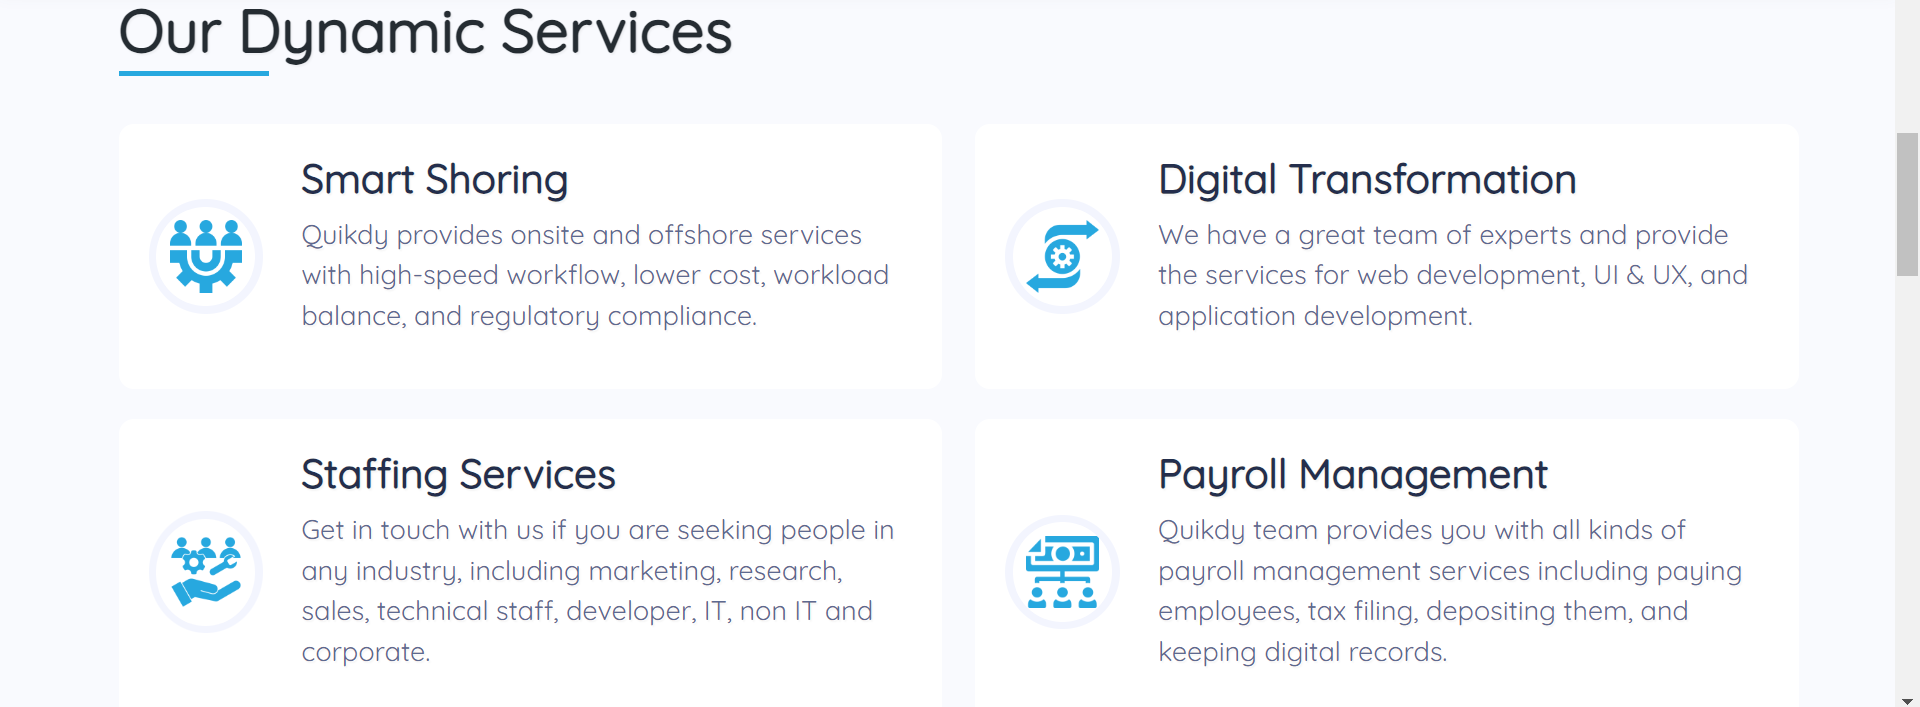 Our Dynamic Services
Smart Shoring
Quikdy provides onsite and offshore services
with high-speed workflow, lower cost, workload
balance, and regulatory compliance.
Digital Transformation
We have a great team of experts and provide
the services for web development, UI & UX, and
application development.
Staffing Services
Get in touch with us if you are seeking people in
any industry, including marketing, research,
sales, technical staff, developer, IT, non IT and
corporate.
Payroll Management
Quikdy team provides you with all kinds of
payroll management services including paying
employees, tax filing, depositing them, and
keeping digital records.